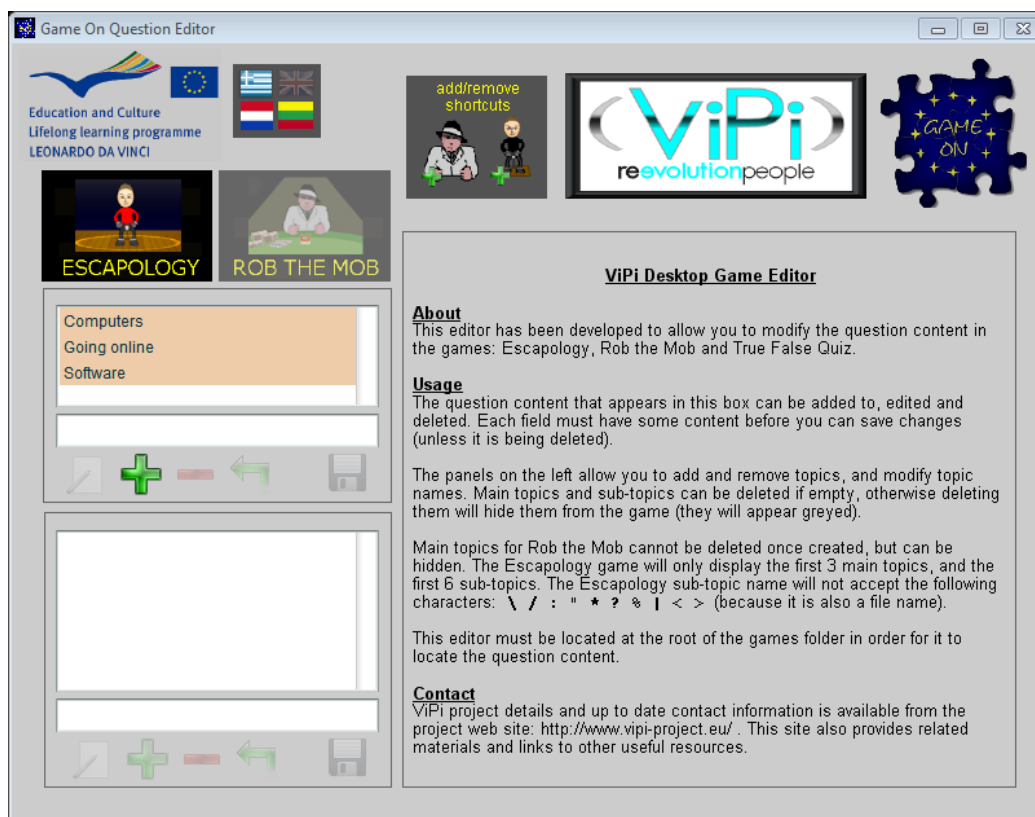 Game On Question Editor
Education and Culture
Lifelong learning programme
LEONARDO DA VINCI
add/remove
shortcuts
(ViPi)
reevolutionpeople
GAME
ON
ESCAPOLOGY
ROB THE MOB
Computers
Going online
Software
ViPi Desktop Game Editor
About
This editor has been developed to allow you to modify the question content in
the games: Escapology, Rob the Mob and True False Quiz.
Usage
The question content that appears in this box can be added to, edited and
deleted. Each field must have some content before you can save changes
(unless it is being deleted).
The panels on the left allow you to add and remove topics, and modify topic
names. Main topics and sub-topics can be deleted if empty, otherwise deleting
them will hide them from the game (they will appear greyed).
Main topics for Rob the Mob cannot be deleted once created, but can be
hidden. The Escapology game will only display the first 3 main topics, and the
first 6 sub-topics. The Escapology sub-topic name will not accept the following
characters: \ / : " * ? % | < > (because it is also a file name).
This editor must be located at the root of the games folder in order for it to
locate the question content.
Contact
ViPi project details and up to date contact information is available from the
project web site: http://www.vipi-project.eu/ . This site also provides related
materials and links to other useful resources.